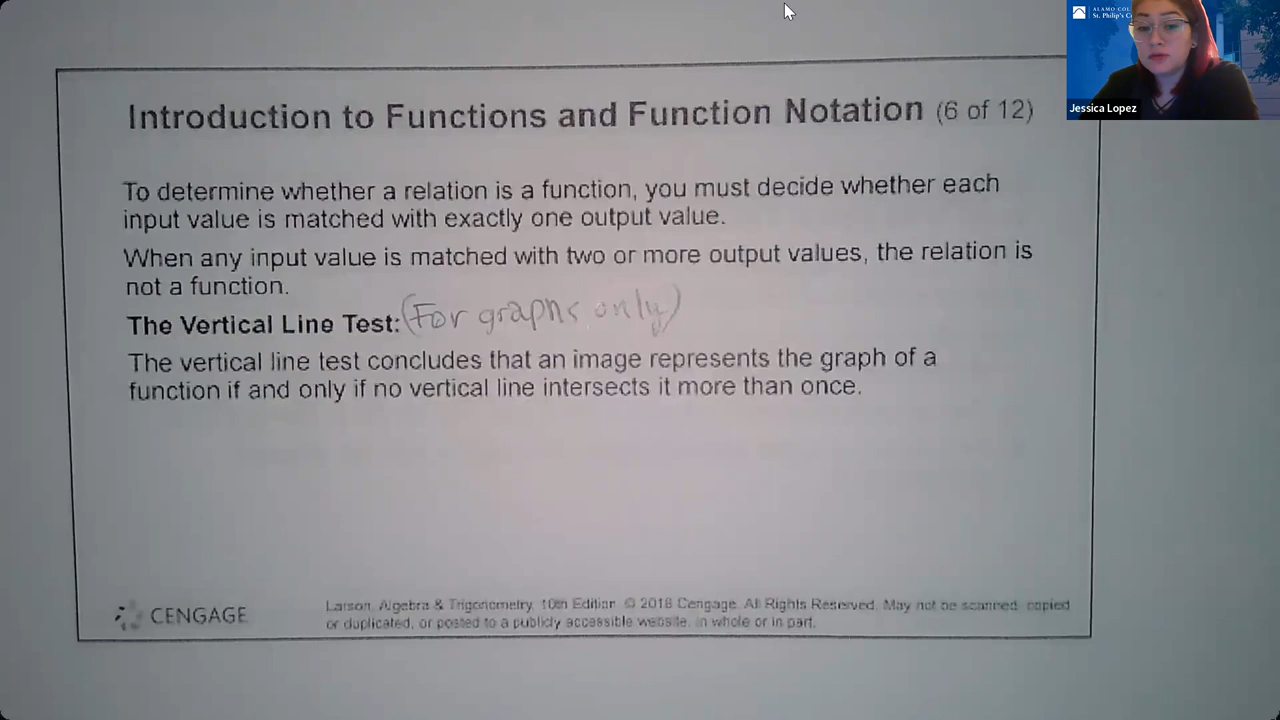 ALAMO COL
St. Philip's C
Jessica Lopez
Introduction to Functions and Function Notation (6 of 12)
To determine whether a relation is a function, you must decide whether each
input value is matched with exactly one output value.
When any input value is matched with two or more output values, the relation is
not a function.
The Vertical Line Test: (For graphs only)
The vertical line test concludes that an image represents the graph of a
function if and only if no vertical line intersects it more than once.
CENGAGE
Larson, Algebra & Trigonometry, 10th Edition. © 2018 Cengage. All Rights Reserved. May not be scanned, copied
or duplicated, or posted to a publicly accessible website, in whole or in part.